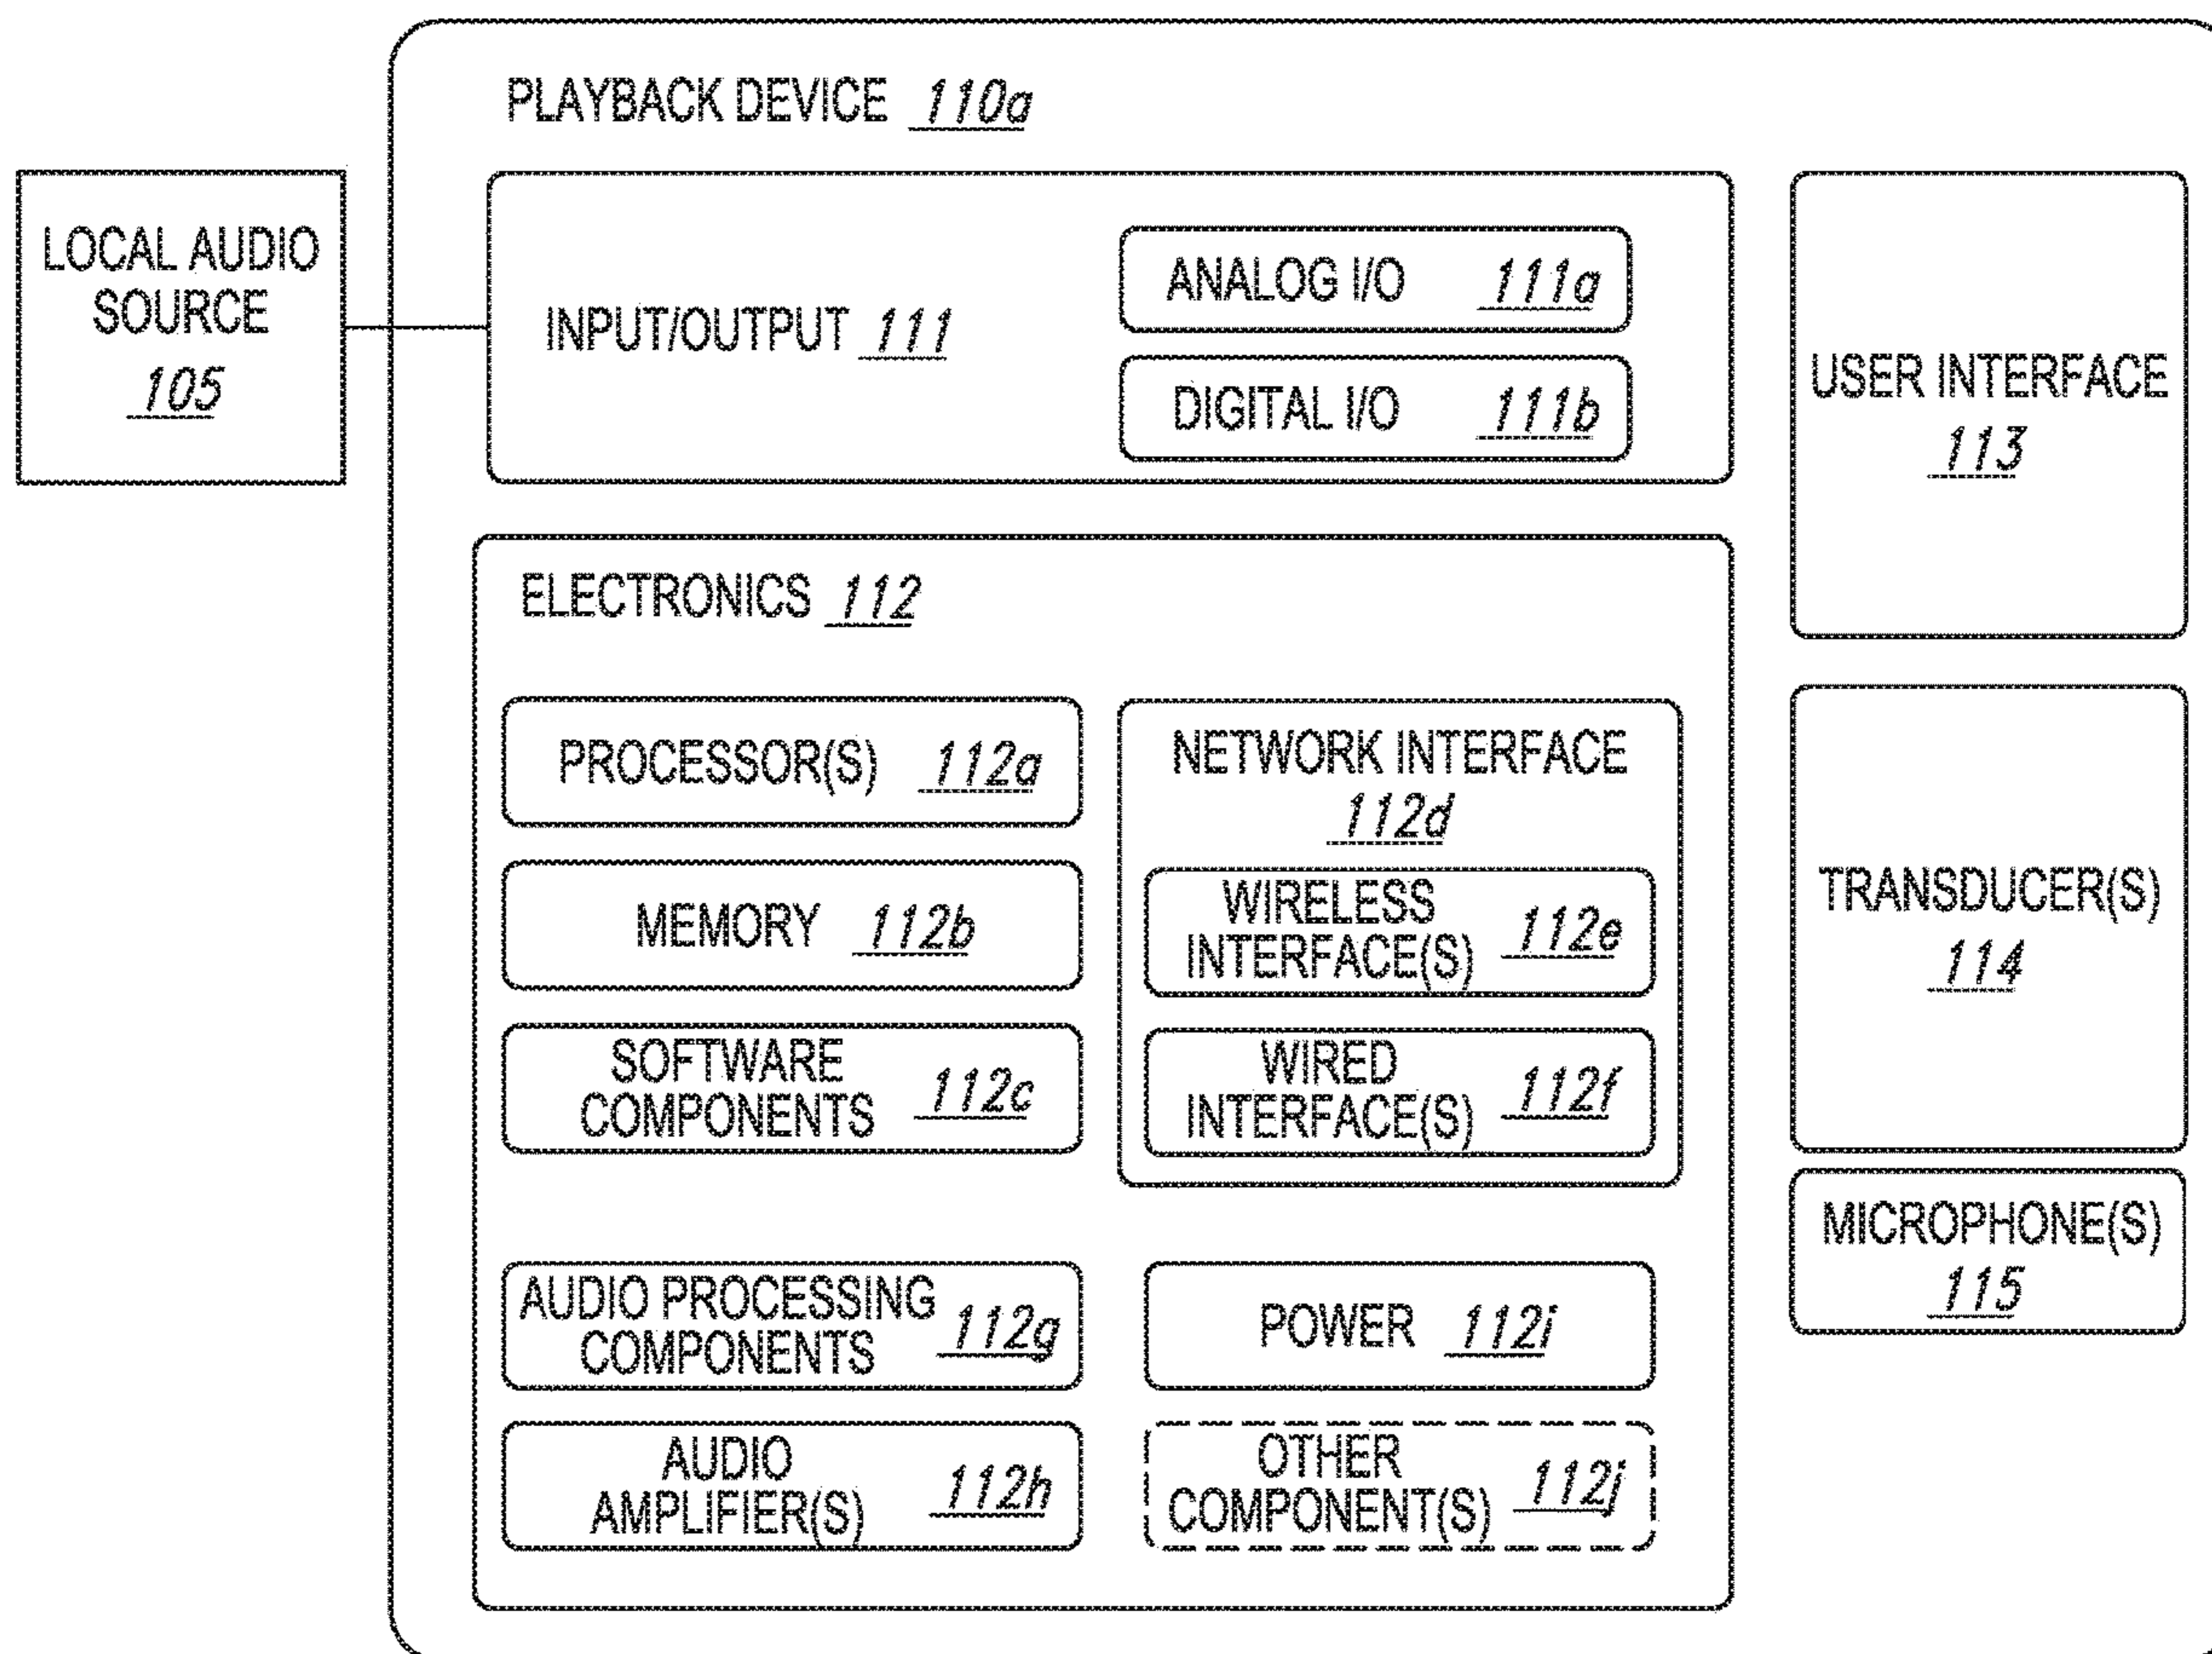 PLAYBACK DEVICE 110a
LOCAL AUDIO
SOURCE
105
INPUT/OUTPUT 111
ANALOG I/O 111a
DIGITAL I/O 111b
USER INTERFACE
113
ELECTRONICS 112
PROCESSOR(S) 112a
MEMORY 112b
SOFTWARE
COMPONENTS 112c
NETWORK INTERFACE
112d
WIRELESS
INTERFACE(S) 112e
WIRED
INTERFACE(S) 112f
AUDIO PROCESSING
COMPONENTS 112g
AUDIO
AMPLIFIER(S) 112h
POWER 112i
OTHER
COMPONENT(S) 112j
TRANSDUCER(S)
114
MICROPHONE(S)
115